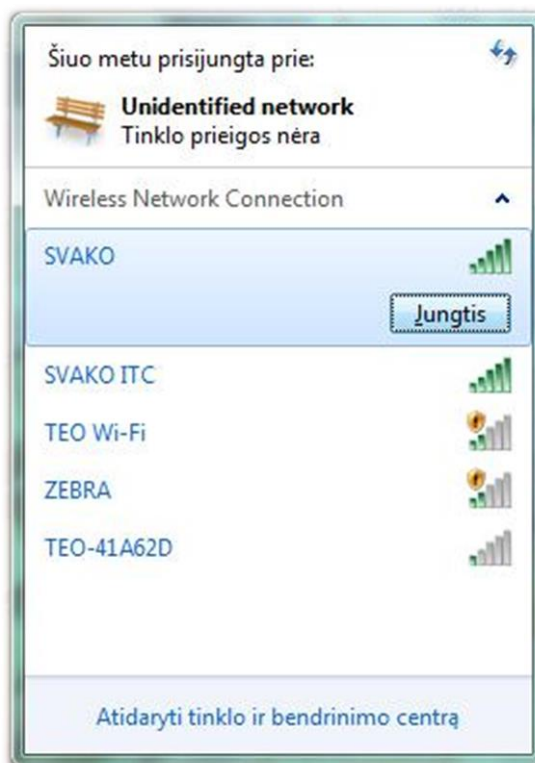 Šiuo metu prisijungta prie:
Unidentified network
Tinklo prieigos nėra
Wireless Network Connection
SVAKO
Jungtis
SVAKO ITC
TEO Wi-Fi
ZEBRA
TEO-41A62D
Atidaryti tinklo ir bendrinimo centrą